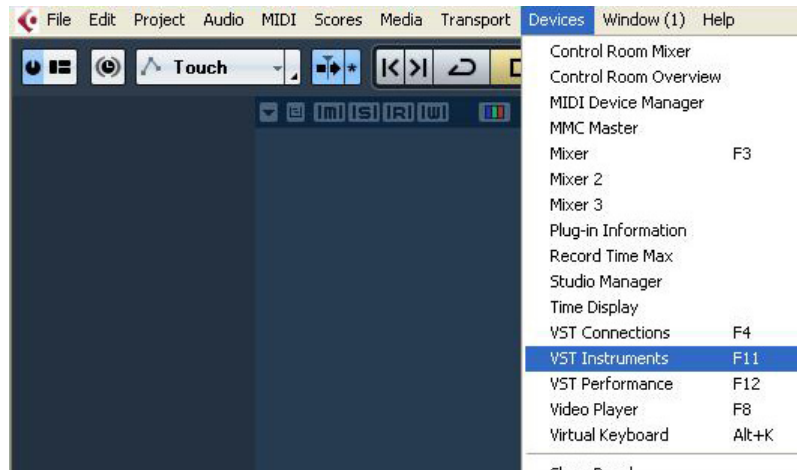 File Edit Project Audio MIDI Scores Media Transport Devices Window (1) Help
Touch
[m] [S] [R] [W]
Control Room Mixer
Control Room Overview
MIDI Device Manager
MMC Master
Mixer F3
Mixer 2
Mixer 3
Plug-in Information
Record Time Max
Studio Manager
Time Display
VST Connections F4
VST Instruments F11
VST Performance F12
Video Player F8
Virtual Keyboard Alt+K